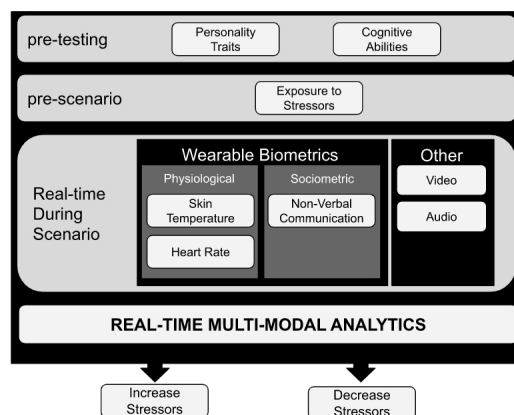 pre-testing
Personality
Traits
Cognitive
Abilities
pre-scenario
Exposure to
Stressors
Real-time
During
Scenario
Wearable Biometrics
Physiological
Skin
Temperature
Heart Rate
Sociometric
Non-Verbal
Communication
Other
Video
Audio
REAL-TIME MULTI-MODAL ANALYTICS
Increase
Stressors
Decrease
Stressors